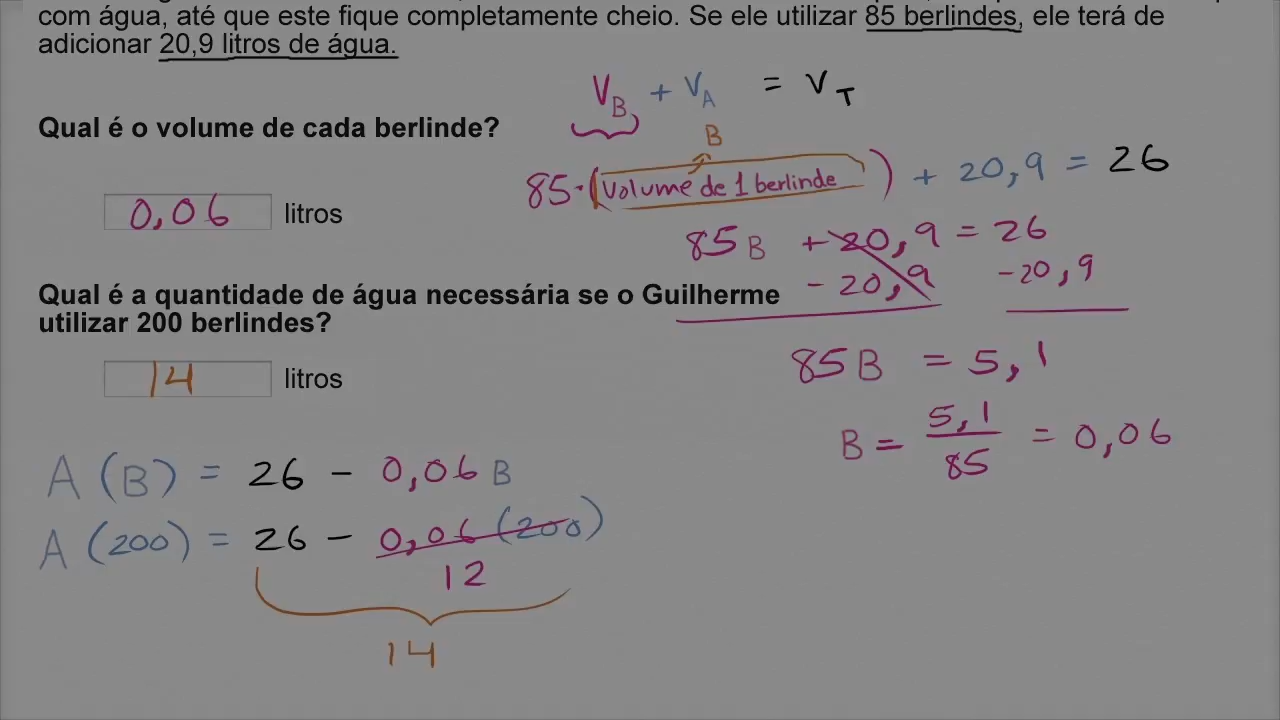 com água, até que este fique completamente cheio. Se ele utilizar 85 berlindes, ele terá de
adicionar 20,9 litros de água.
V_B + V_A = V_T
Qual é o volume de cada berlinde?
B
85·(Volume de 1 berlinde) + 20,9 = 26
0,06 litros
85B + 20,9 = 26
- 20,9 -20,9
Qual é a quantidade de água necessária se o Guilherme
utilizar 200 berlindes?
85B = 5,1
14 litros
B = 5,1/85 = 0,06
A (B) = 26 - 0,06 B
A (200) = 26 - 0,06 (200)
12
14